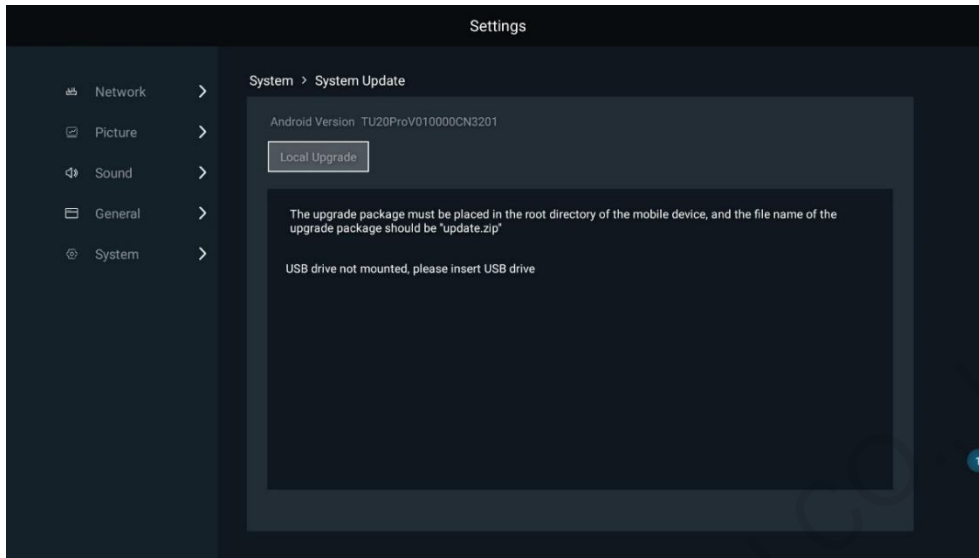 Settings
Network
Picture
Sound
General
System
System > System Update
Android Version TU20ProV010000CN3201
Local Upgrade
The upgrade package must be placed in the root directory of the mobile device, and the file name of the
upgrade package should be "update.zip"
USB drive not mounted, please insert USB drive